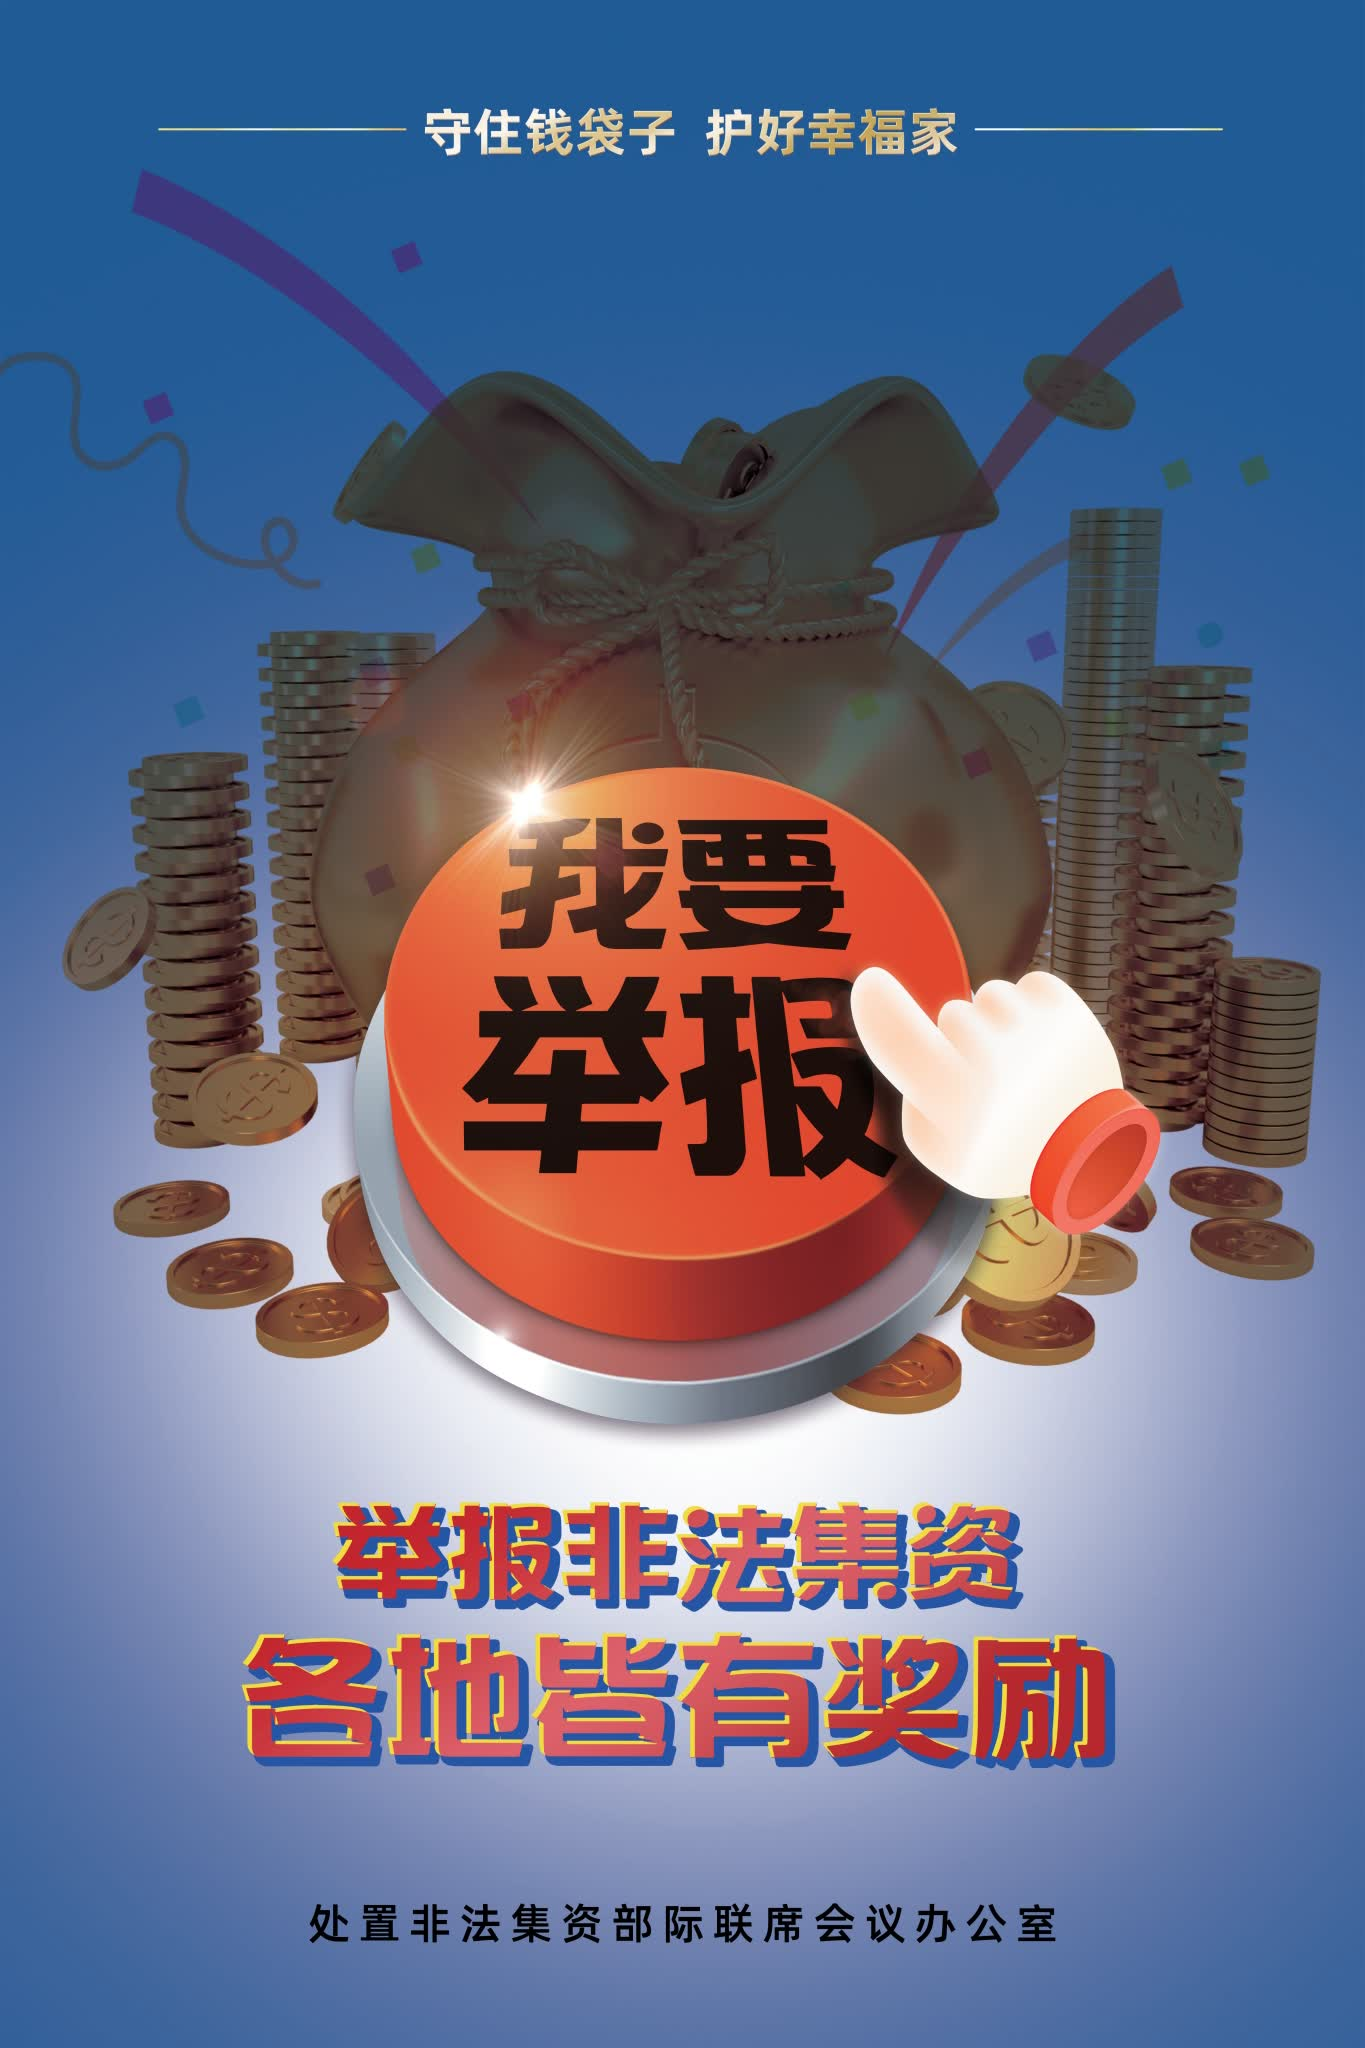 守住钱袋子 护好幸福家
我要
举报
举报非法集资
各地皆有奖励
处置非法集资部际联席会议办公室